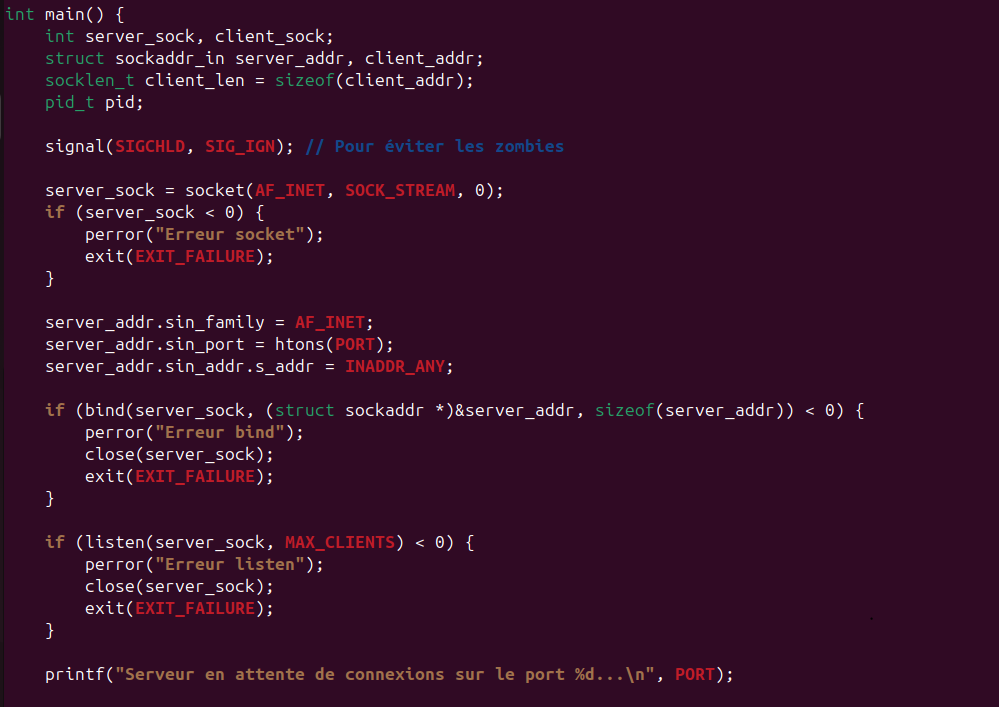 int main() {
    int server_sock, client_sock;
    struct sockaddr_in server_addr, client_addr;
    socklen_t client_len = sizeof(client_addr);
    pid_t pid;

    signal(SIGCHLD, SIG_IGN); // Pour éviter les zombies

    server_sock = socket(AF_INET, SOCK_STREAM, 0);
    if (server_sock < 0) {
        perror("Erreur socket");
        exit(EXIT_FAILURE);
    }

    server_addr.sin_family = AF_INET;
    server_addr.sin_port = htons(PORT);
    server_addr.sin_addr.s_addr = INADDR_ANY;

    if (bind(server_sock, (struct sockaddr *)&server_addr, sizeof(server_addr)) < 0) {
        perror("Erreur bind");
        close(server_sock);
        exit(EXIT_FAILURE);
    }

    if (listen(server_sock, MAX_CLIENTS) < 0) {
        perror("Erreur listen");
        close(server_sock);
        exit(EXIT_FAILURE);
    }

    printf("Serveur en attente de connexions sur le port %d...\n", PORT);